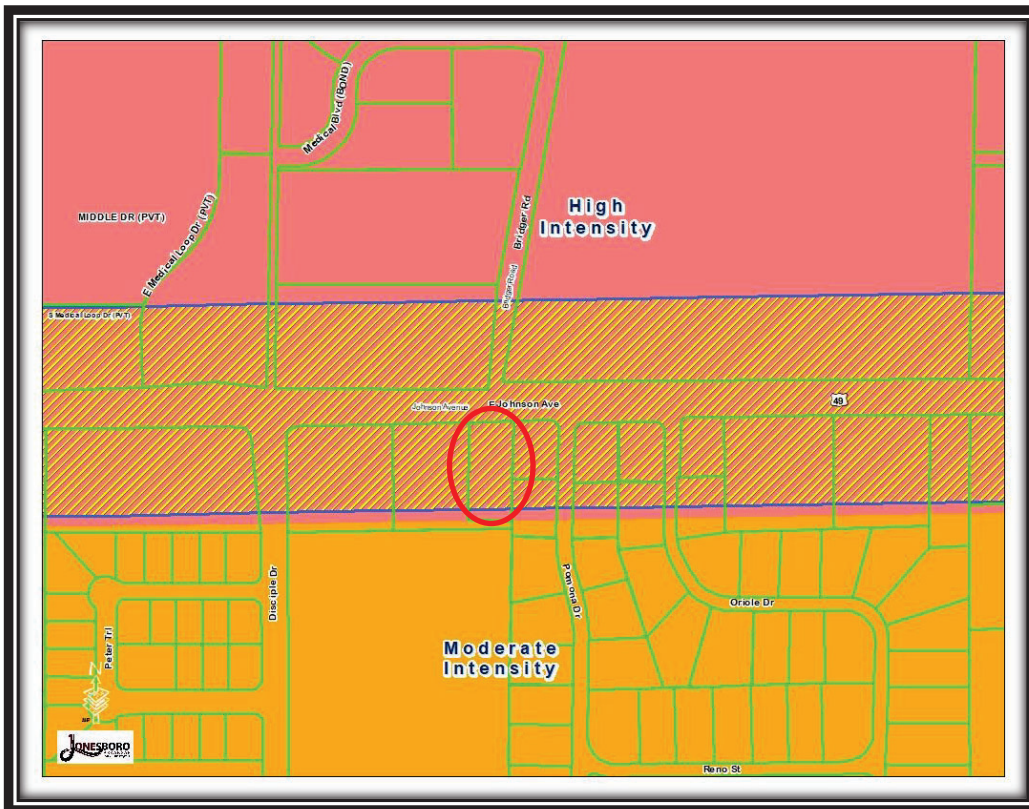 Medical Blvd (BOND)
MIDDLE DR (PVT)
E Medical Loop Dr (PVT)
Bridger Rd
High
Intensity
Bridger Road
E Medical Loop Dr (PVT)
Johnson Avenue
E Johnson Ave
49
Disciple Dr
Pomona Dr
Oriole Dr
Peter Trl
Moderate
Intensity
N
JONESBORO
Reno St